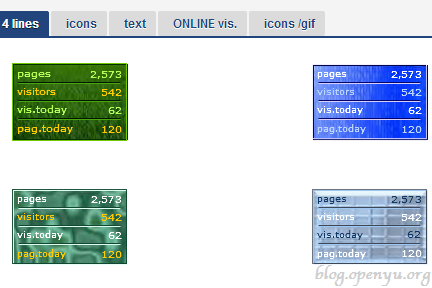 4 lines icons text ONLINE vis. icons /gif
pages 2,573
visitors 542
vis.today 62
pag.today 120
pages 2,573
visitors 542
vis.today 62
pag.today 120
pages 2,573
visitors 542
vis.today 62
pag.today 120
pages 2,573
visitors 542
vis.today 62
pag.today 120
blog.openyu.org